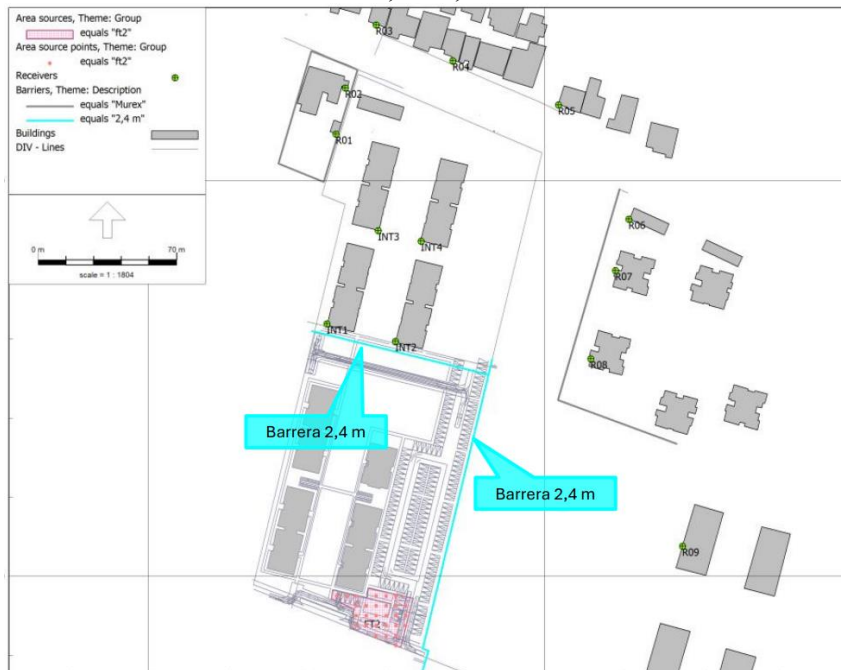 Area sources, Theme: Group
equals "ft2"
Area source points, Theme: Group
equals "ft2"
Receivers
Barriers, Theme: Description
equals "Murex"
equals "2,4 m"
Buildings
DIV - Lines
0 m
70 m
scale = 1 : 1804
R03
R04
R02
R05
R01
INT3
INT4
R06
R07
INT1
INT2
R08
Barrera 2,4 m
Barrera 2,4 m
R09
ft2